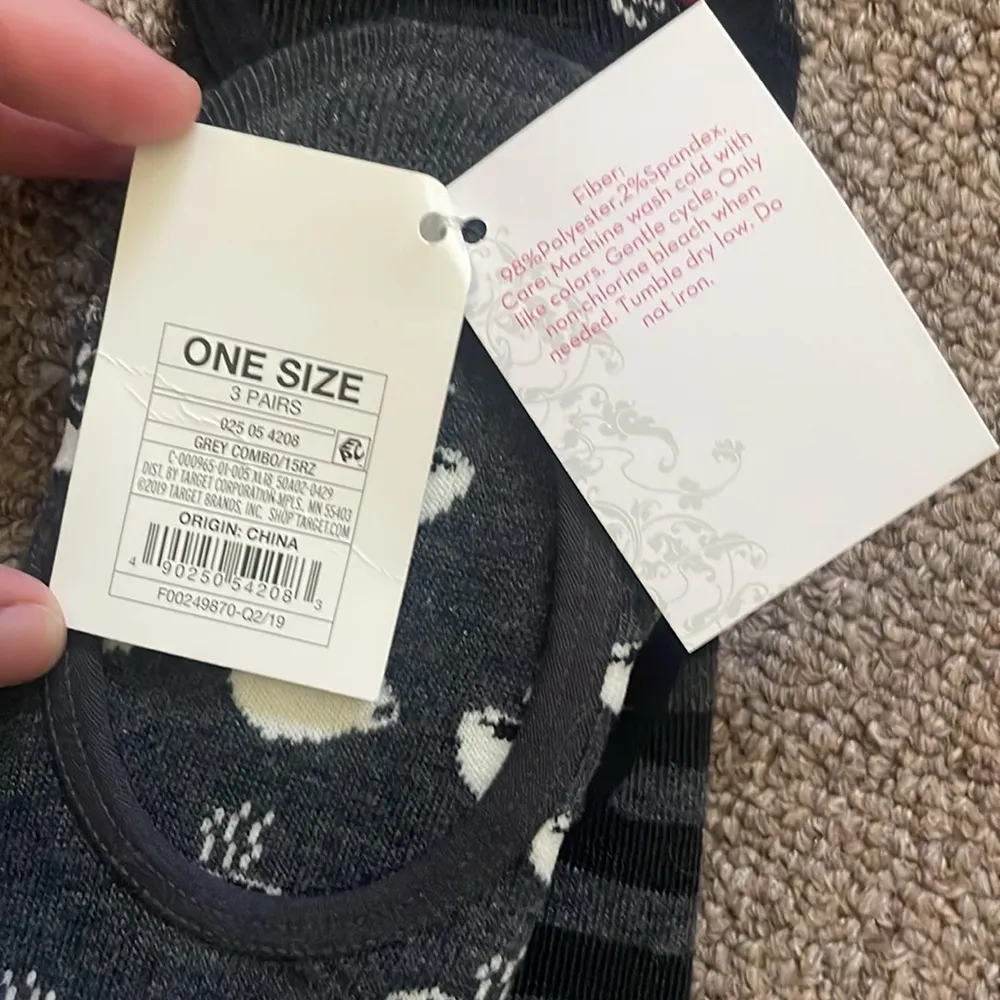 ONE SIZE
3 PAIRS
025 05 4208
GREY COMBO/15RZ
C-000965-01-005 XL1S 50A02-0429
DIST. BY TARGET CORPORATION-MPLS, MN 55403
©2019 TARGET BRANDS, INC. SHOP TARGET.COM
ORIGIN: CHINA
4 90250 54208 3
F00249870-Q2/19
Fiber:
98%Polyester,2%Spandex,
Care: Machine wash cold with
like colors. Gentle cycle. Only
non-chlorine bleach when
needed. Tumble dry low. Do
not iron.